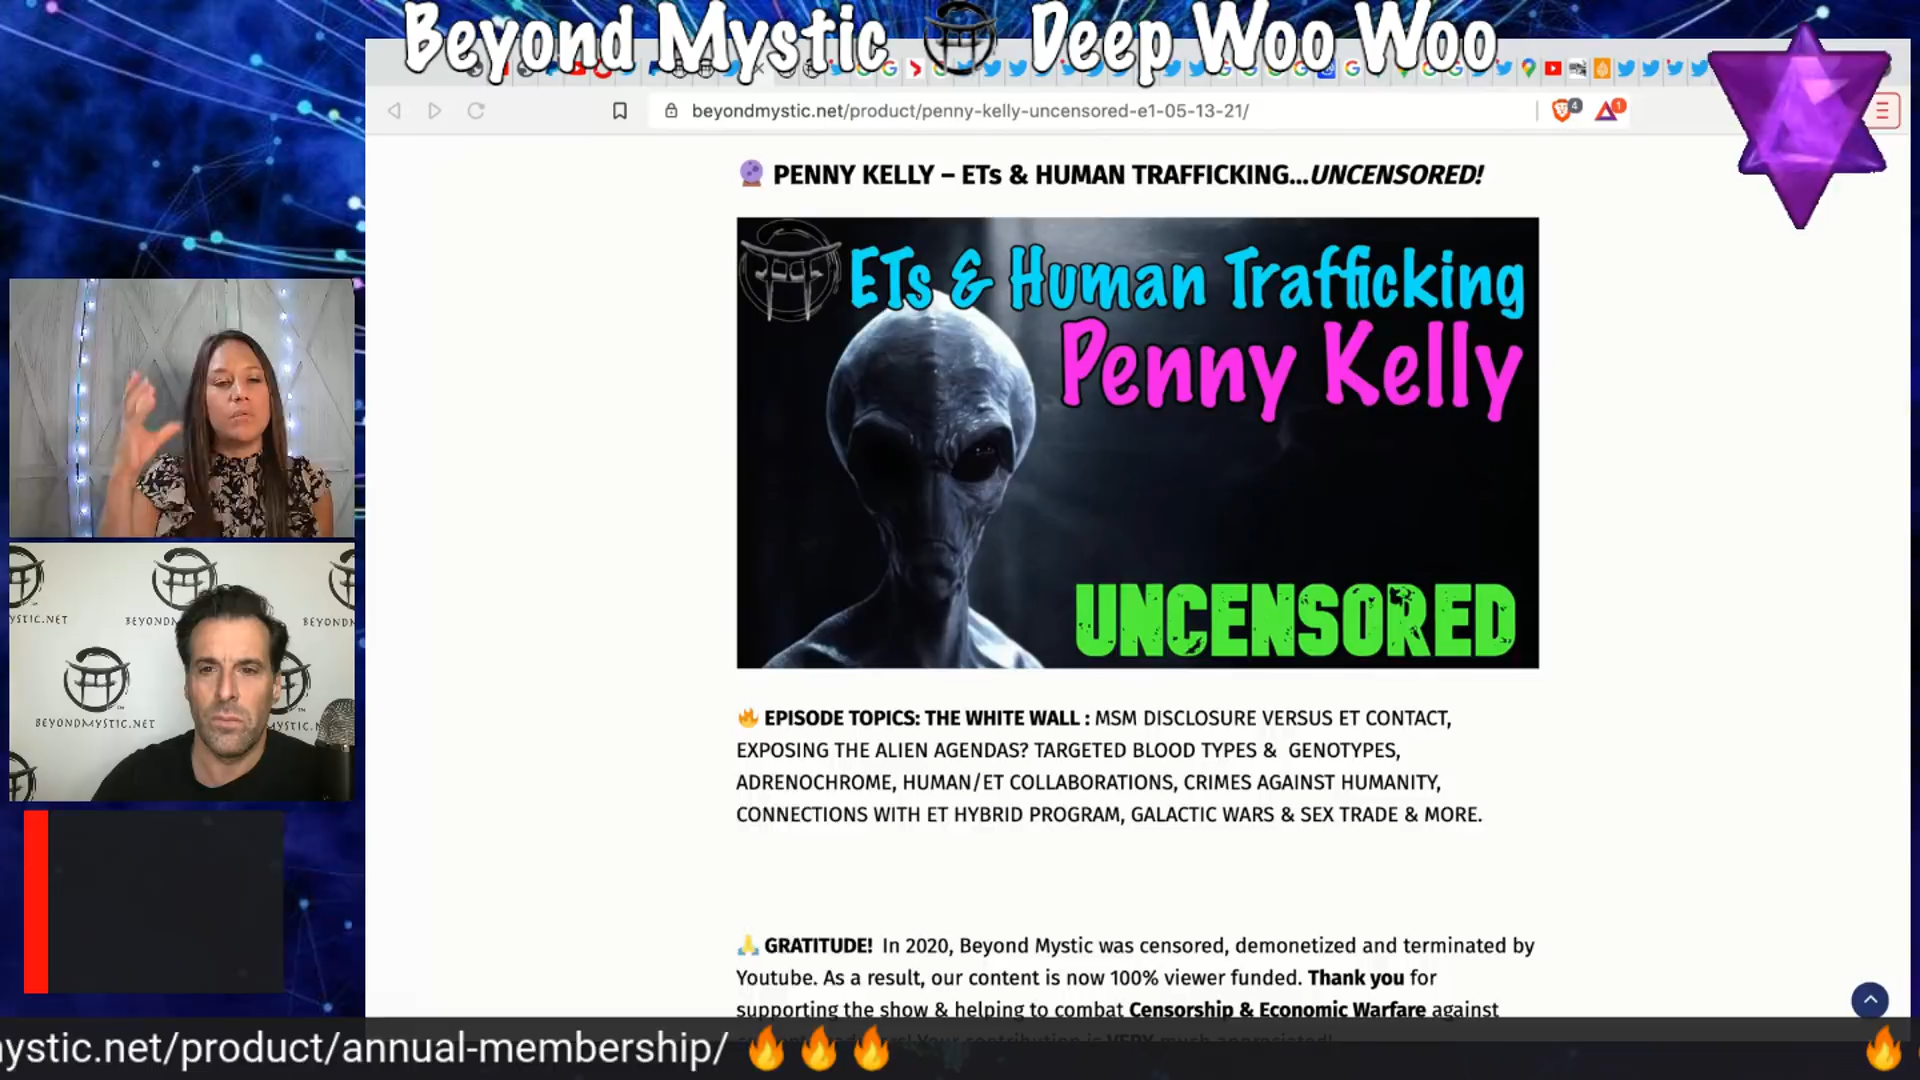 Beyond Mystic Deep Woo Woo
beyondmystic.net/product/penny-kelly-uncensored-e1-05-13-21/
4
1
PENNY KELLY – ETs & HUMAN TRAFFICKING...UNCENSORED!
ETs & Human Trafficking
Penny Kelly
UNCENSORED
EPISODE TOPICS: THE WHITE WALL : MSM DISCLOSURE VERSUS ET CONTACT,
EXPOSING THE ALIEN AGENDAS? TARGETED BLOOD TYPES & GENOTYPES,
ADRENOCHROME, HUMAN/ET COLLABORATIONS, CRIMES AGAINST HUMANITY,
CONNECTIONS WITH ET HYBRID PROGRAM, GALACTIC WARS & SEX TRADE & MORE.
GRATITUDE! In 2020, Beyond Mystic was censored, demonetized and terminated by
Youtube. As a result, our content is now 100% viewer funded. Thank you for
supporting the show & helping to combat Censorship & Economic Warfare against
YSTIC.NET
BEYOND
BEYOND
BEYONDMYSTIC.NET
YSTIC.N
ystic.net/product/annual-membership/